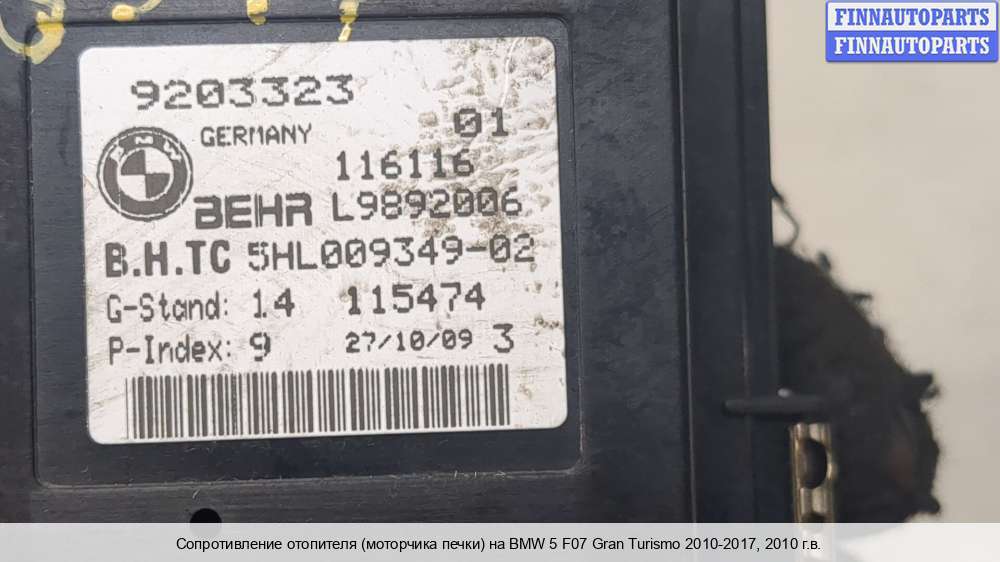 FINNAUTOPARTS
FINNAUTOPARTS
9203323
GERMANY 01
BMW
116116
BEHR L9892006
B.H.TC 5HL009349-02
G-Stand: 14 115474
P-Index: 9 27/10/09 3
Сопротивление отопителя (моторчика печки) на BMW 5 F07 Gran Turismo 2010-2017, 2010 г.в.